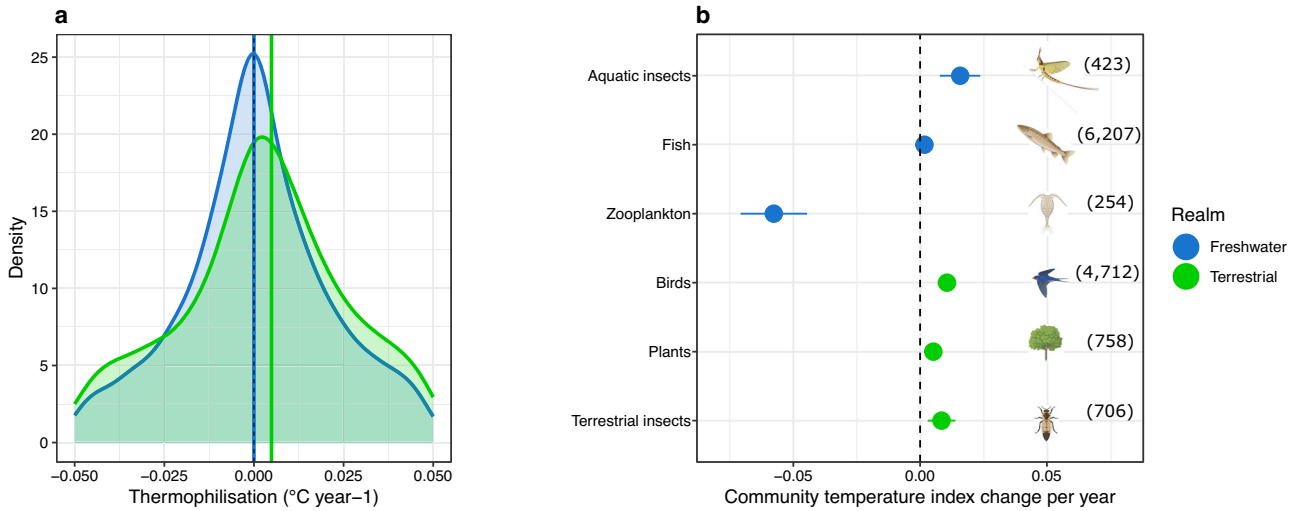 a
25
20
15
10
5
0
Density
−0.050
−0.025
0.000
0.025
0.050
Thermophilisation (°C year−1)
b
Aquatic insects
(423)
Fish
(6,207)
Zooplankton
(254)
Birds
(4,712)
Plants
(758)
Terrestrial insects
(706)
−0.05
0.00
0.05
Community temperature index change per year
Realm
Freshwater
Terrestrial